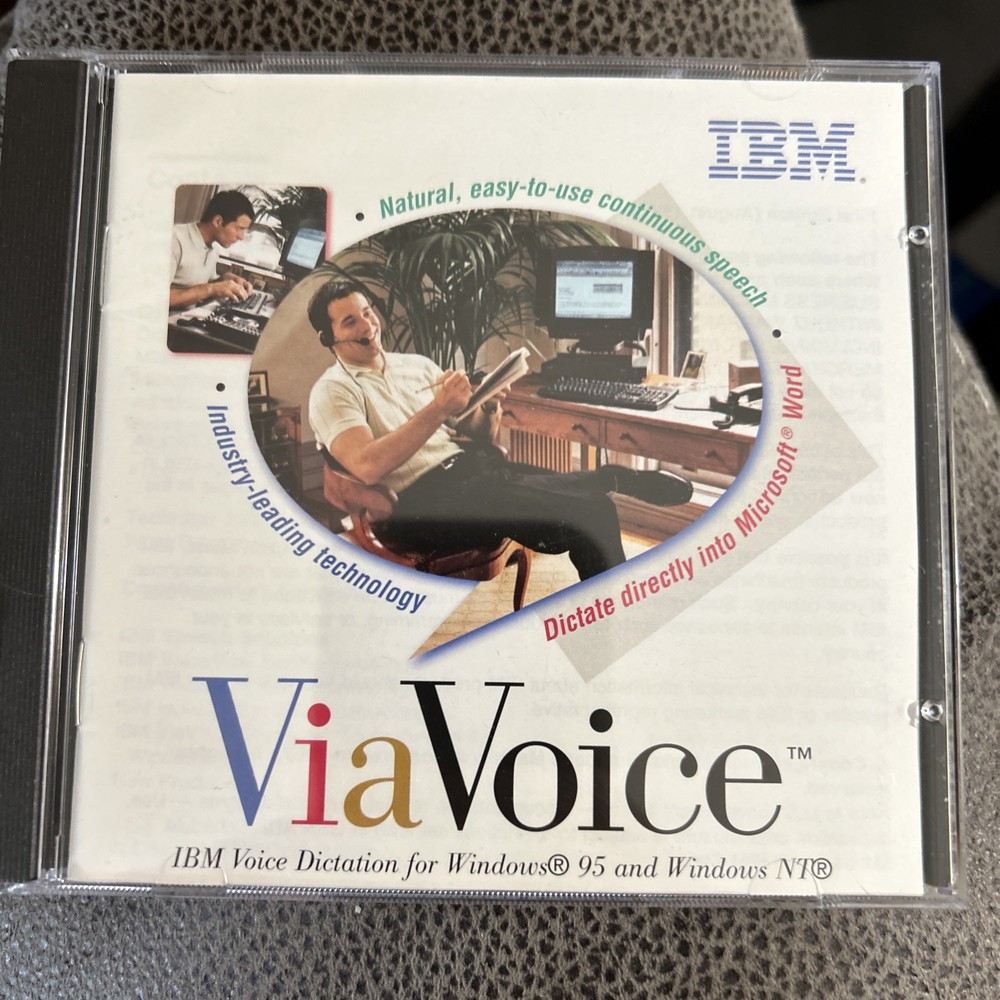 IBM®
• Natural, easy-to-use continuous speech
• Dictate directly into Microsoft® Word
• Industry-leading technology
ViaVoice™
IBM Voice Dictation for Windows® 95 and Windows NT®